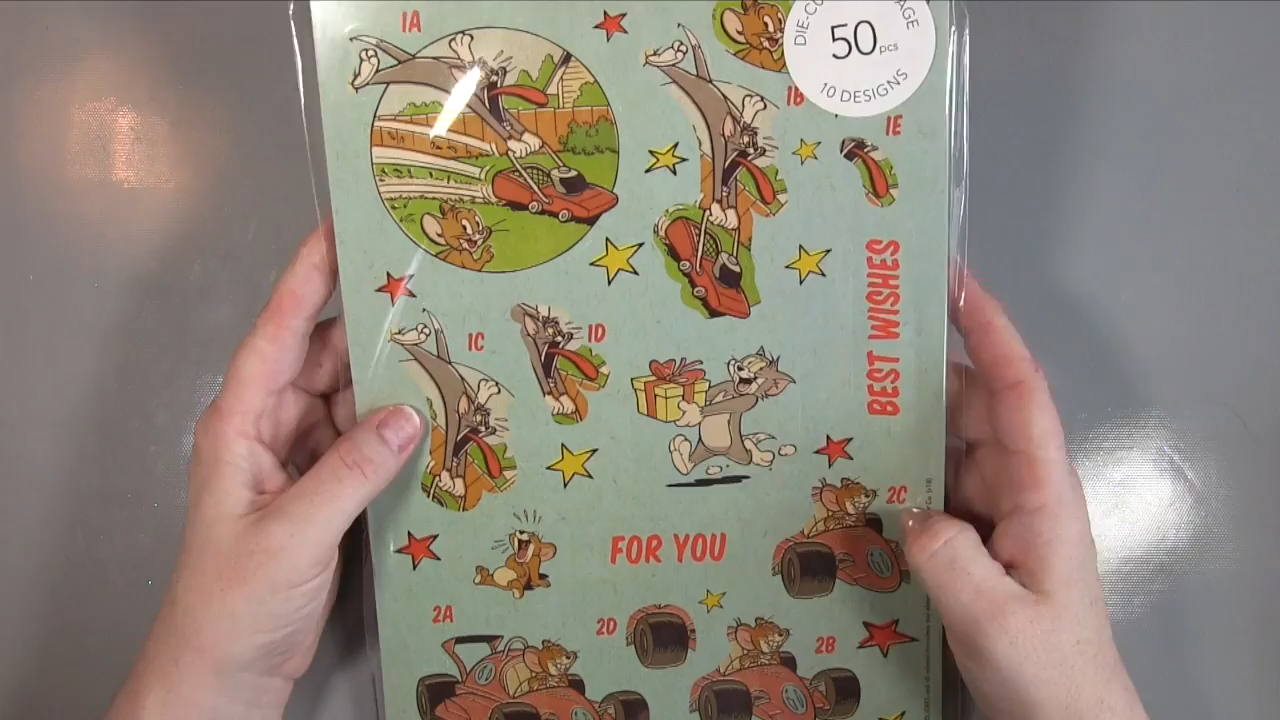 1A
50 pcs
10 DESIGNS
1B
1E
BEST WISHES
1C
1D
2C
FOR YOU
2A
2D
2B